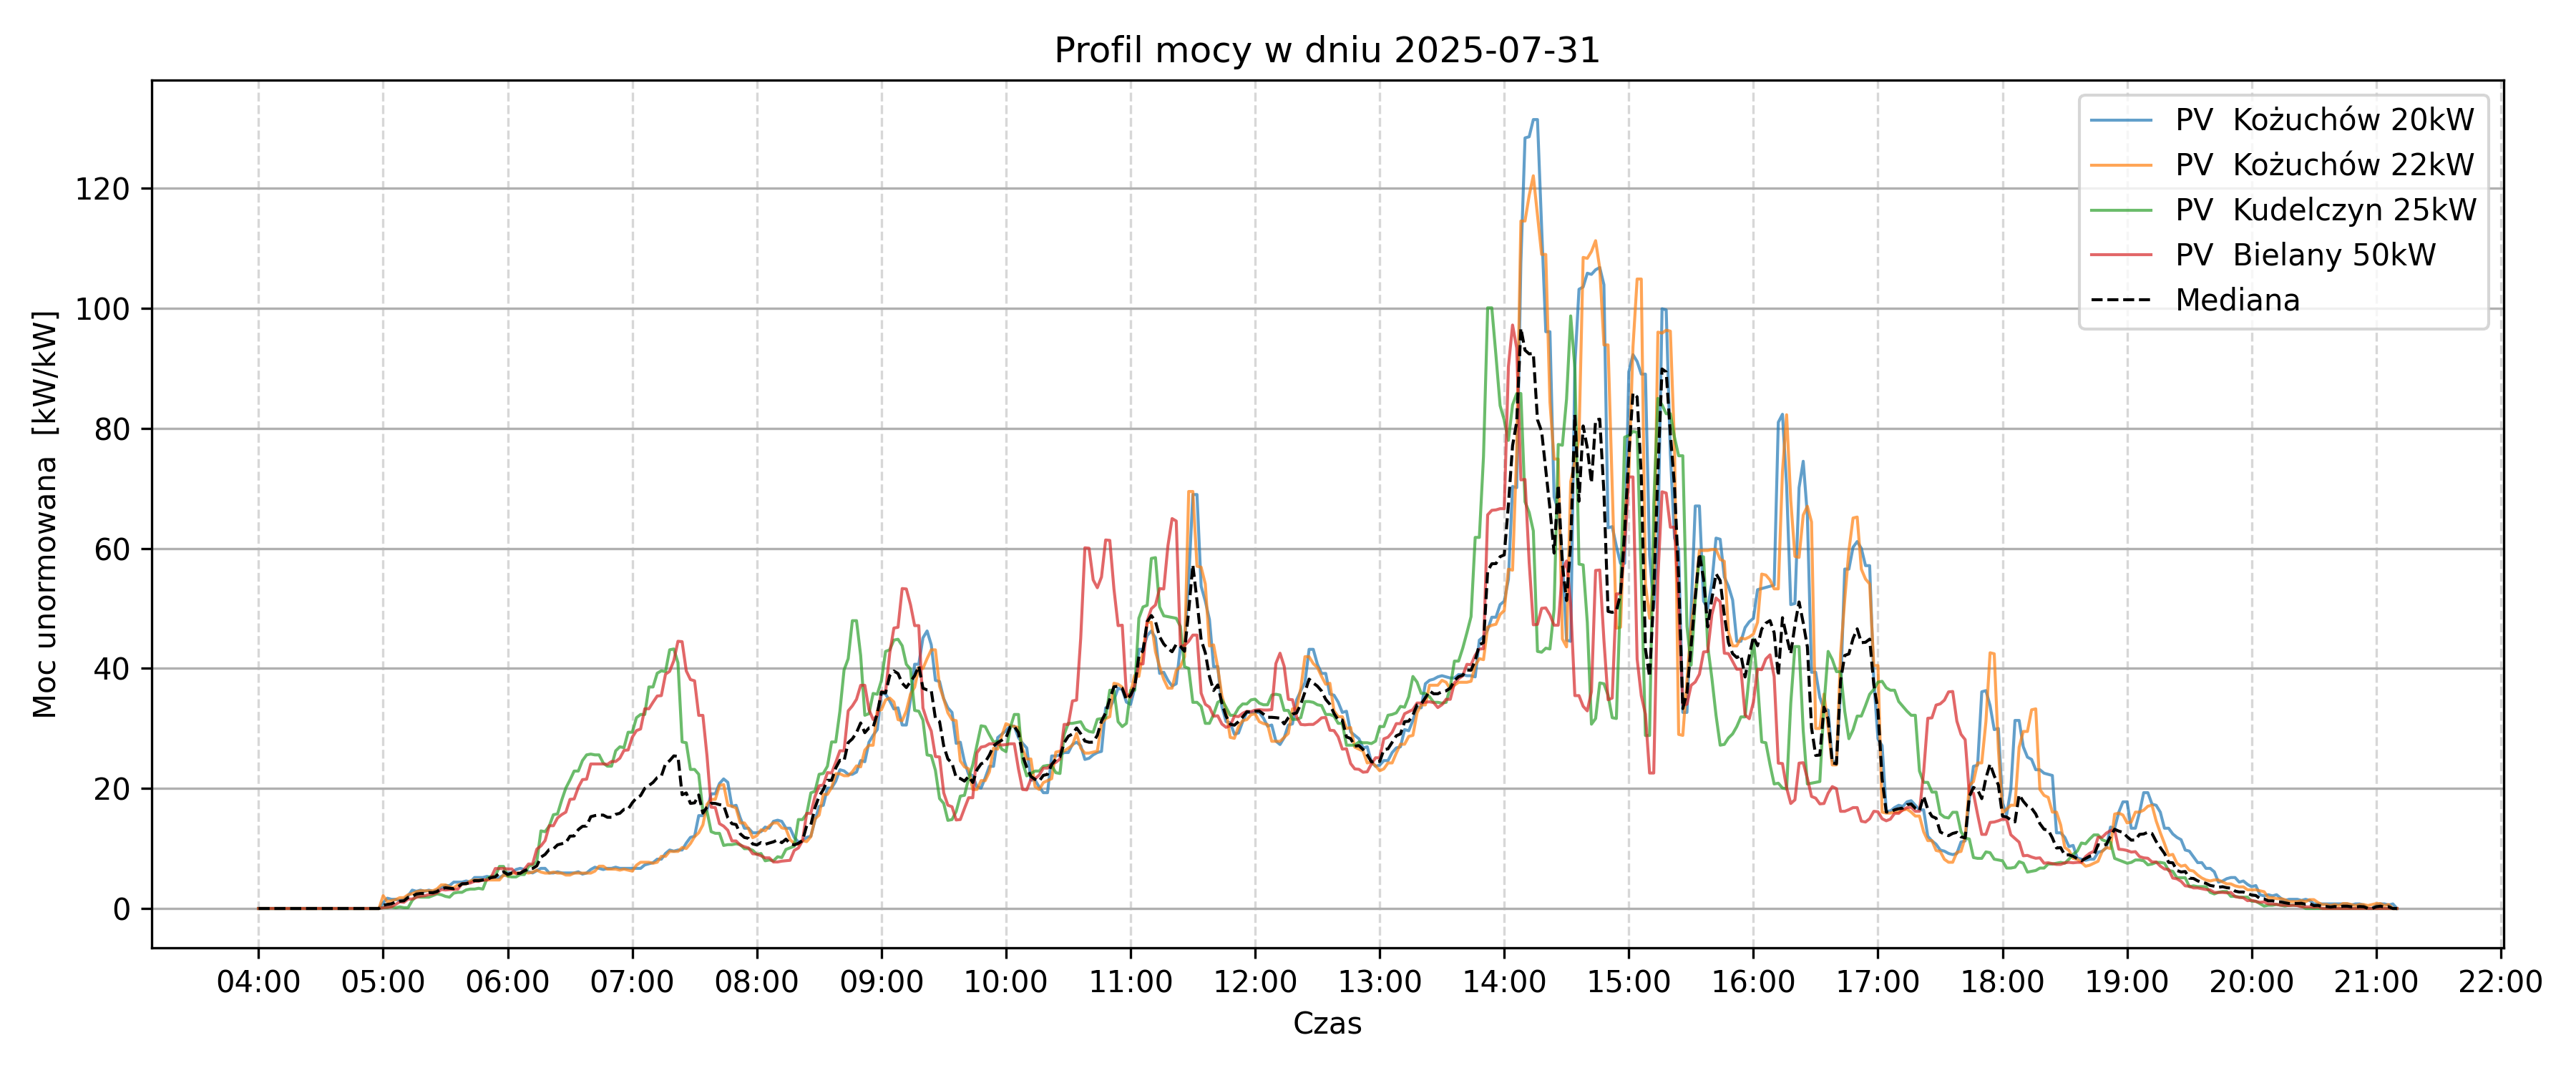 Profil mocy w dniu 2025-07-31
Moc unormowana  [kW/kW]
120
100
80
60
40
20
0
PV  Kożuchów 20kW
PV  Kożuchów 22kW
PV  Kudelczyn 25kW
PV  Bielany 50kW
Mediana
04:00 05:00 06:00 07:00 08:00 09:00 10:00 11:00 12:00 13:00 14:00 15:00 16:00 17:00 18:00 19:00 20:00 21:00 22:00
Czas